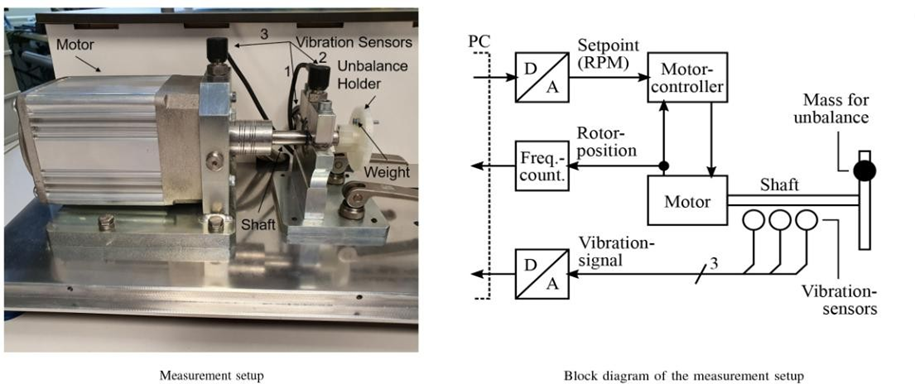 Motor
3
Vibration Sensors
2
1
Unbalance
Holder
Weight
Shaft
Measurement setup
PC
D
A
Setpoint
(RPM)
Motor-
controller
Mass for
unbalance
Freq.-
count.
Rotor-
position
Motor
Shaft
D
A
Vibration-
signal
3
Vibration-
sensors
Block diagram of the measurement setup